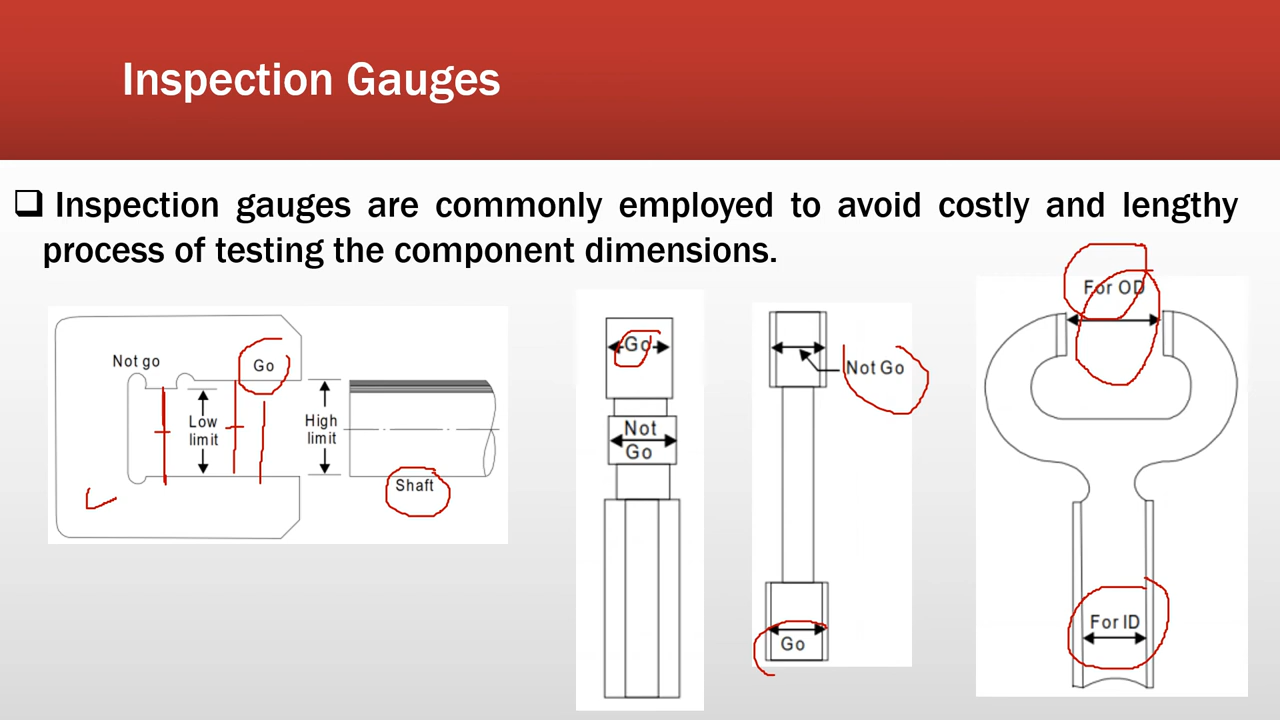 Inspection Gauges
❑ Inspection gauges are commonly employed to avoid costly and lengthy
process of testing the component dimensions.
Not go
Go
Low
limit
High
limit
Shaft
Go
Not
Go
Not Go
Go
For OD
For ID